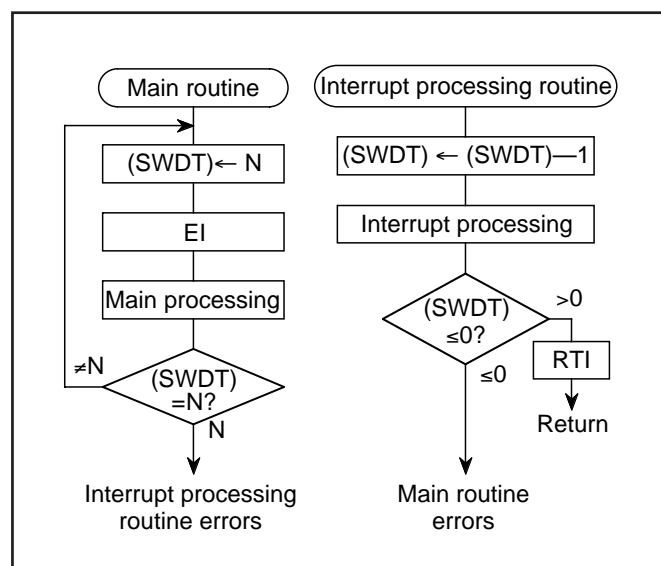 Main routine
(SWDT)← N
EI
Main processing
≠N
(SWDT)
=N?
N
Interrupt processing
routine errors
Interrupt processing routine
(SWDT) ← (SWDT)—1
Interrupt processing
>0
(SWDT)
≤0?
≤0
RTI
Return
Main routine
errors